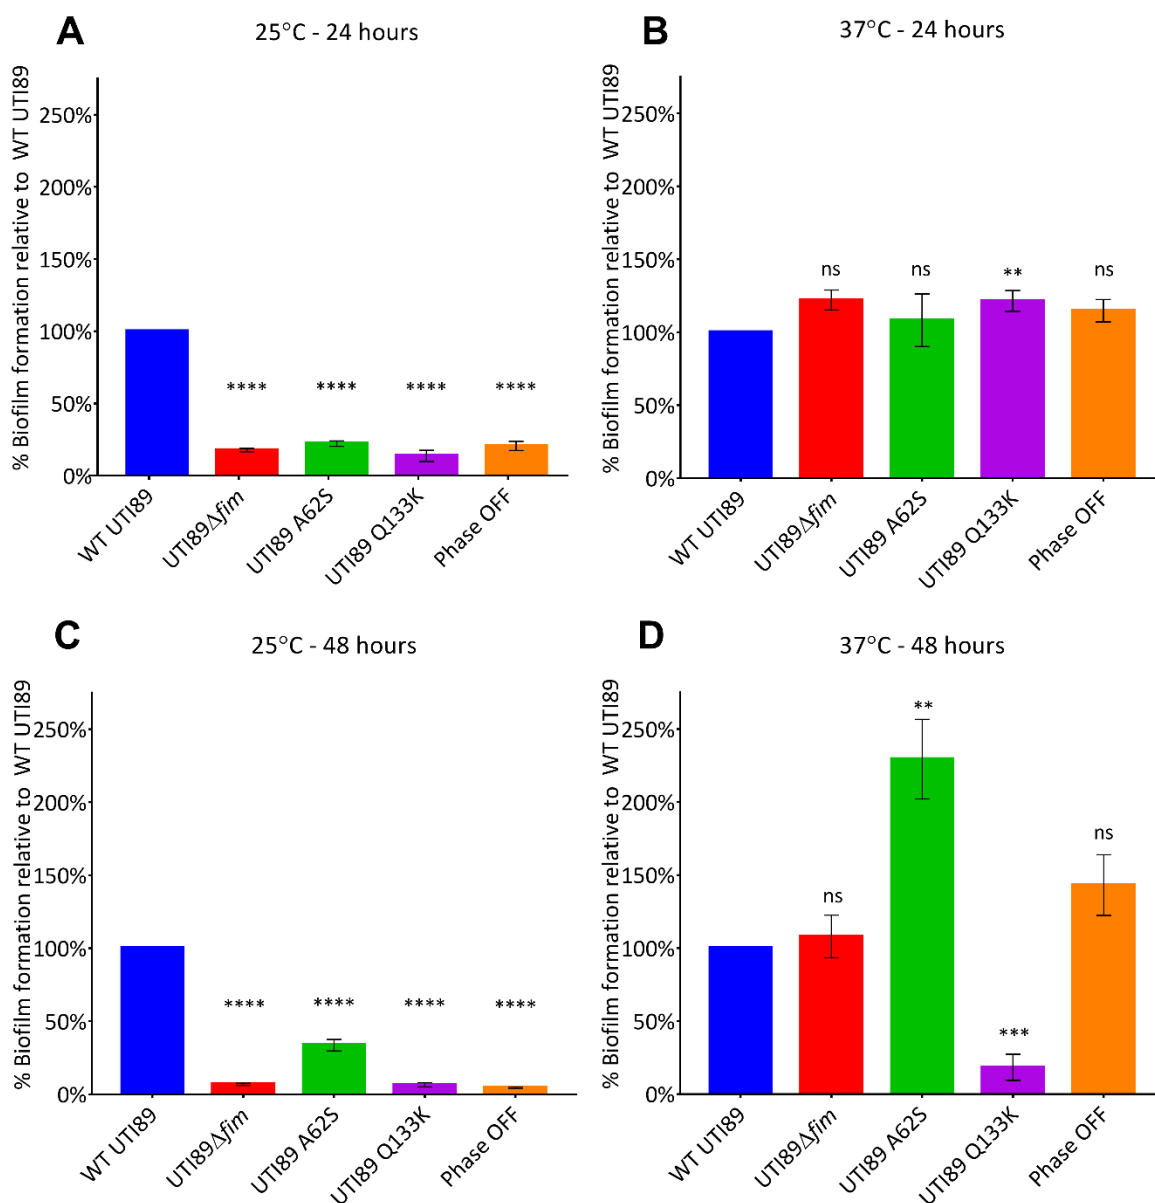 A
25°C - 24 hours
% Biofilm formation relative to WT UTI89
250%
200%
150%
100%
50%
0%
****
****
****
****
WT UTI89
UTI89Δfim
UTI89 A62S
UTI89 Q133K
Phase OFF
B
37°C - 24 hours
% Biofilm formation relative to WT UTI89
250%
200%
150%
100%
50%
0%
ns
ns
**
ns
WT UTI89
UTI89Δfim
UTI89 A62S
UTI89 Q133K
Phase OFF
C
25°C - 48 hours
% Biofilm formation relative to WT UTI89
250%
200%
150%
100%
50%
0%
****
****
****
****
WT UTI89
UTI89Δfim
UTI89 A62S
UTI89 Q133K
Phase OFF
D
37°C - 48 hours
% Biofilm formation relative to WT UTI89
250%
200%
150%
100%
50%
0%
ns
**
***
ns
WT UTI89
UTI89Δfim
UTI89 A62S
UTI89 Q133K
Phase OFF